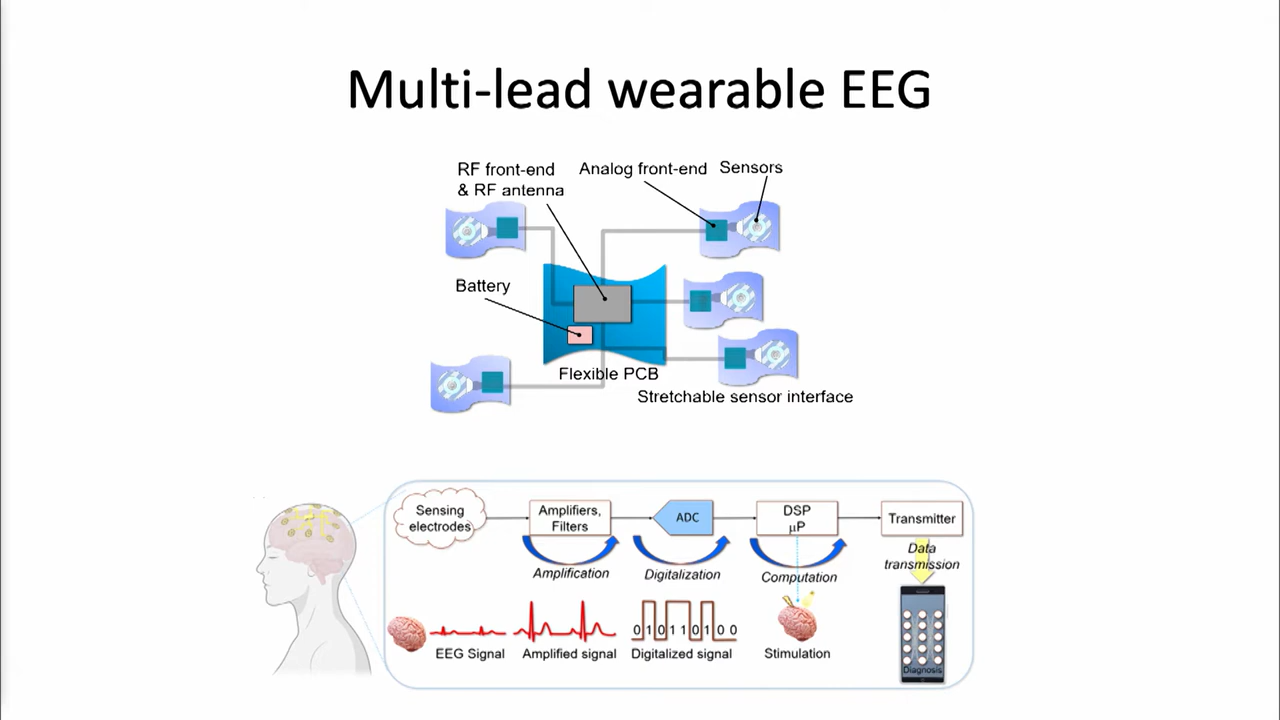 Multi-lead wearable EEG
RF front-end
& RF antenna
Analog front-end
Sensors
Battery
Flexible PCB
Stretchable sensor interface
Sensing
electrodes
Amplifiers,
Filters
ADC
DSP
μP
Transmitter
Amplification
Digitalization
Computation
Data
transmission
0 1 0 1 1 0 1 0 0
EEG Signal
Amplified signal
Digitalized signal
Stimulation
Diagnosis